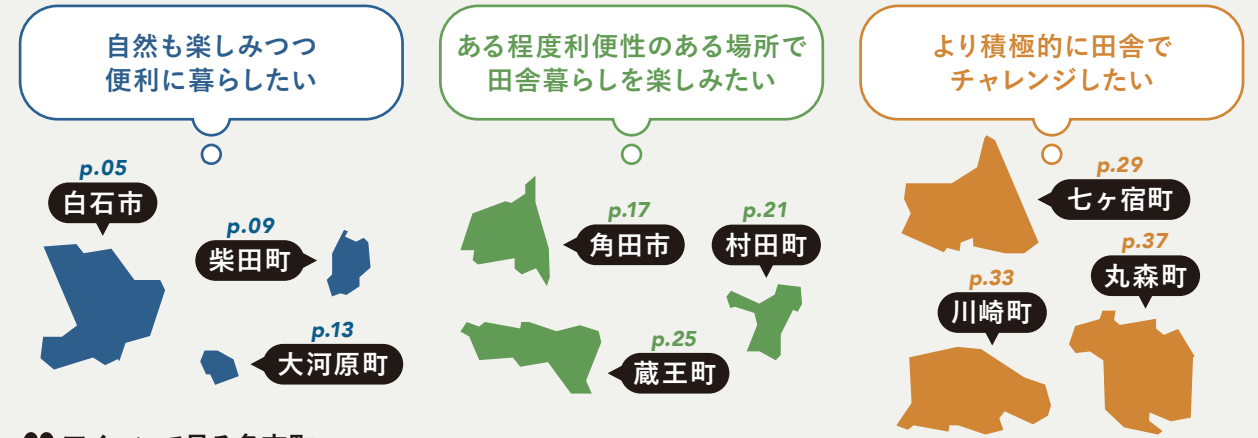 自然も楽しみつつ
便利に暮らしたい
p.05
白石市
p.09
柴田町
p.13
大河原町
ある程度利便性のある場所で
田舎暮らしを楽しみたい
p.17
角田市
p.21
村田町
p.25
蔵王町
より積極的に田舎で
チャレンジしたい
p.29
七ヶ宿町
p.37
丸森町
p.33
川崎町